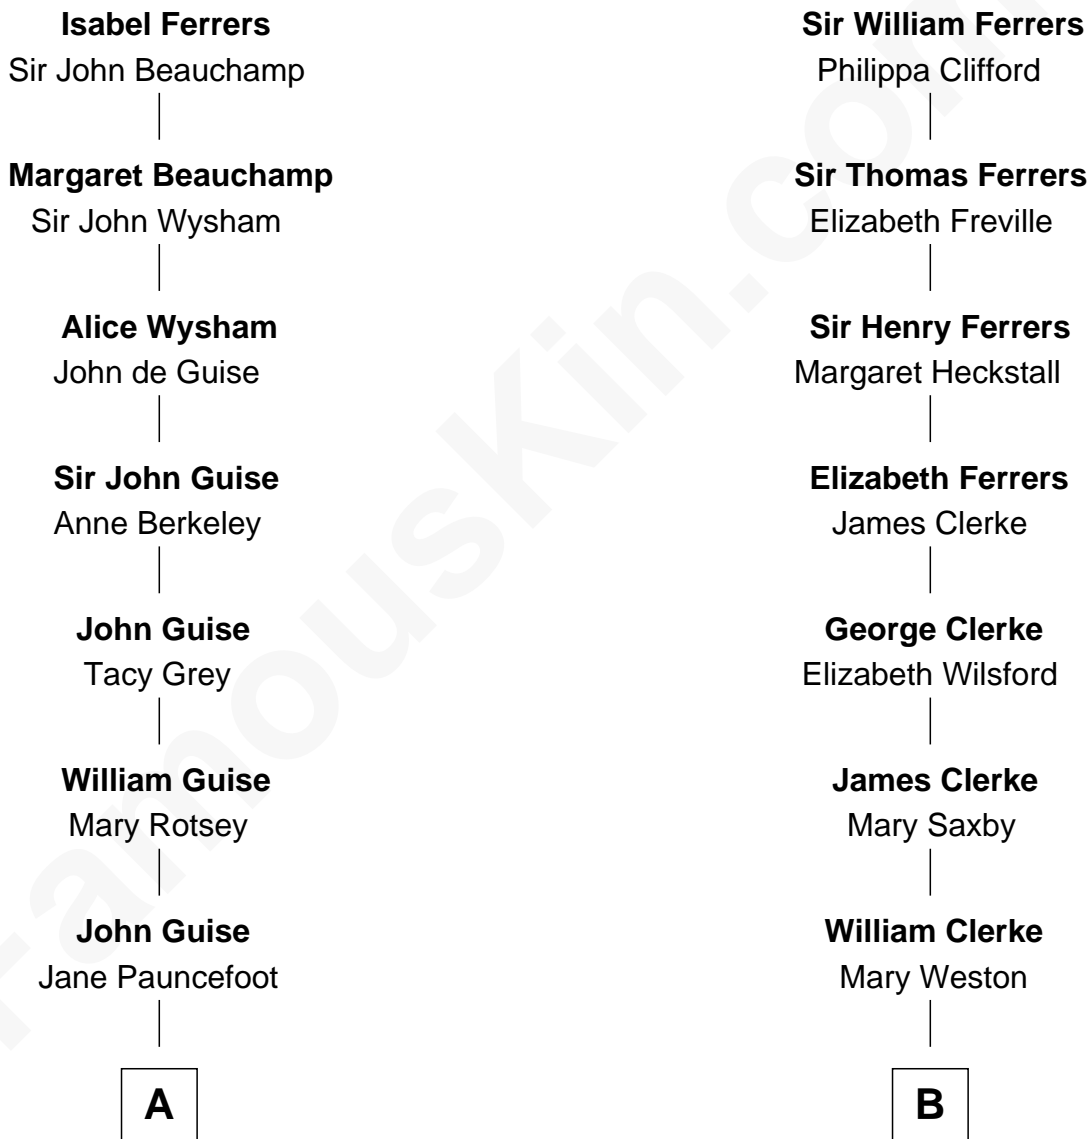 Isabel Ferrers
Sir John Beauchamp
Margaret Beauchamp
Sir John Wysham
Alice Wysham
John de Guise
Sir John Guise
Anne Berkeley
John Guise
Tacy Grey
William Guise
Mary Rotsey
John Guise
Jane Pauncefoot
A
Sir William Ferrers
Philippa Clifford
Sir Thomas Ferrers
Elizabeth Freville
Sir Henry Ferrers
Margaret Heckstall
Elizabeth Ferrers
James Clerke
George Clerke
Elizabeth Wilsford
James Clerke
Mary Saxby
William Clerke
Mary Weston
B
FamousKin.com